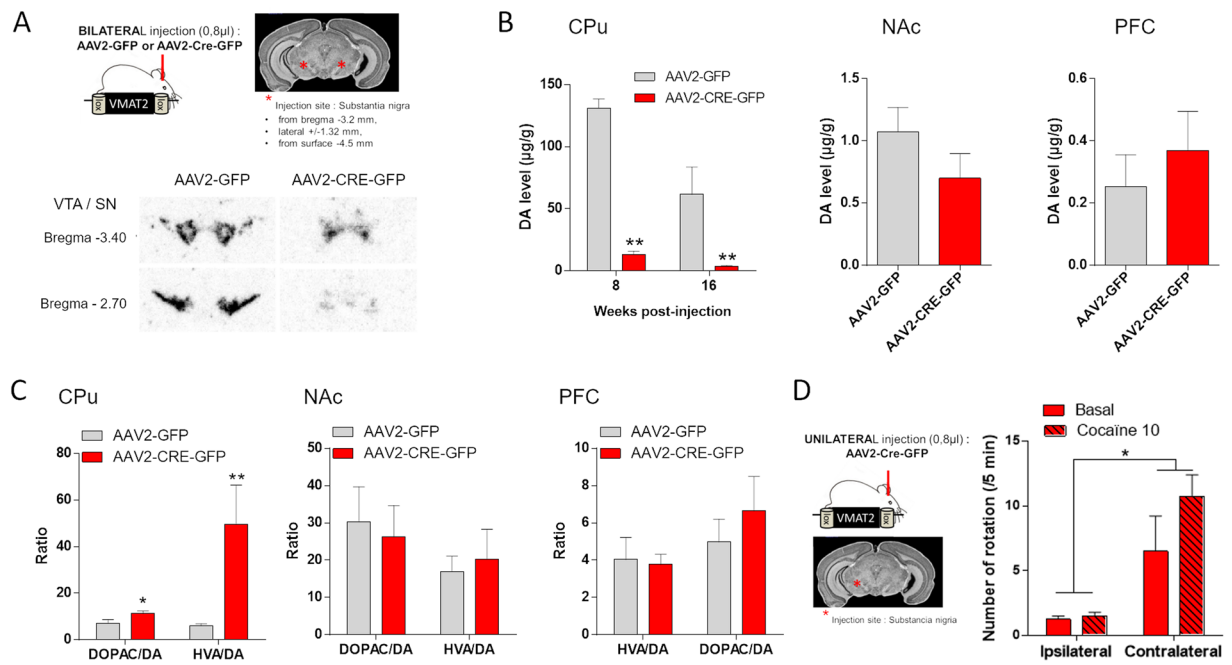 A
BILATERAL injection (0,8µl) :
AAV2-GFP or AAV2-Cre-GFP
lox VMAT2 lox
* Injection site : Substantia nigra
• from bregma -3.2 mm,
• lateral +/-1.32 mm,
• from surface -4.5 mm
AAV2-GFP AAV2-CRE-GFP
VTA / SN
Bregma -3.40
Bregma - 2.70
B
CPu
AAV2-GFP
AAV2-CRE-GFP
DA level (µg/g)
150
100
50
0
**
**
8 16
Weeks post-injection
NAc
DA level (µg/g)
1.5
1.0
0.5
0.0
AAV2-GFP
AAV2-CRE-GFP
PFC
DA level (µg/g)
0.6
0.4
0.2
0.0
AAV2-GFP
AAV2-CRE-GFP
C
CPu
AAV2-GFP
AAV2-CRE-GFP
Ratio
80
60
40
20
0
*
**
DOPAC/DA HVA/DA
NAc
AAV2-GFP
AAV2-CRE-GFP
Ratio
50
40
30
20
10
0
DOPAC/DA HVA/DA
PFC
AAV2-GFP
AAV2-CRE-GFP
Ratio
10
8
6
4
2
0
HVA/DA DOPAC/DA
D
UNILATERAL injection (0,8µl) :
AAV2-Cre-GFP
lox VMAT2 lox
* Injection site : Substancia nigria
Basal
Cocaïne 10
Number of rotation (/5 min)
15
10
5
0
*
Ipsilateral Contralateral